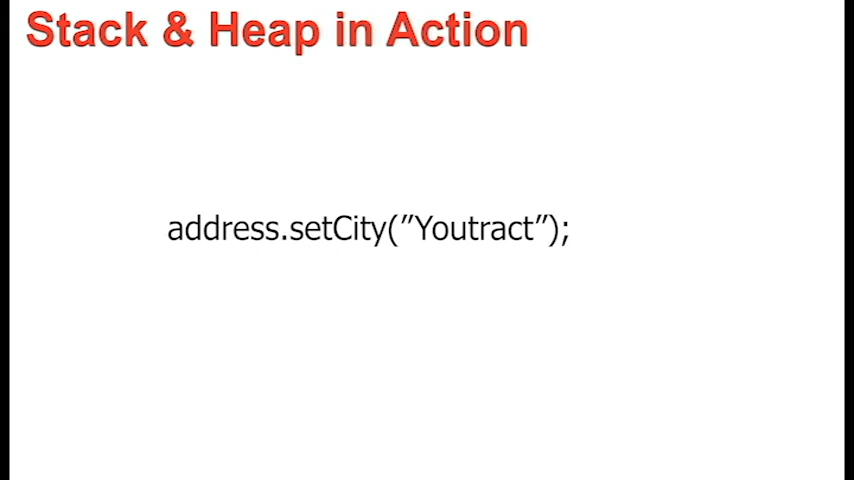 Stack & Heap in Action
address.setCity(”Youtract”);